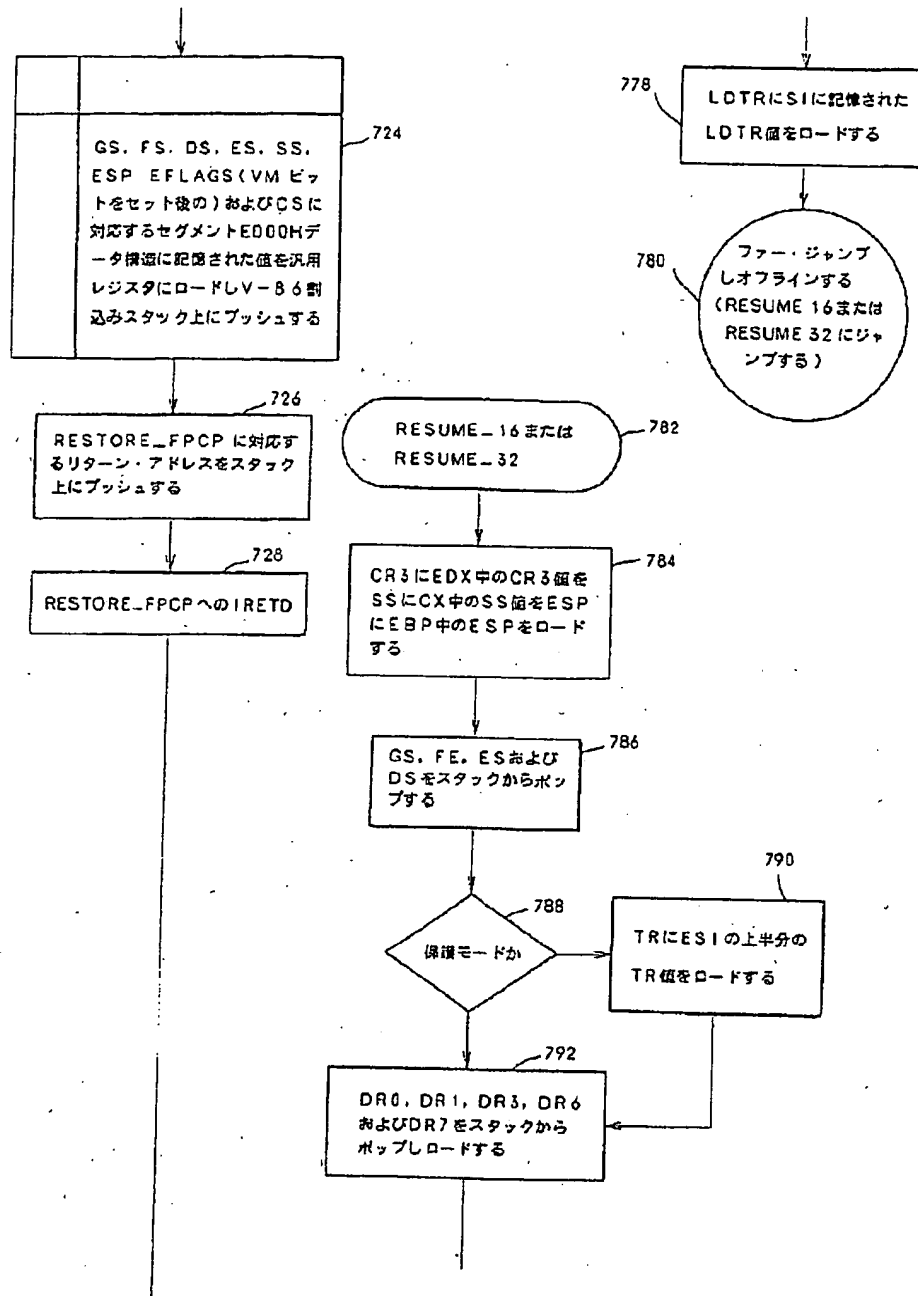 GS, FS, DS, ES, SS,
ESP EFLAGS(VMビッ
トをセット後の)およびCSに
対応するセグメントE000Hデ
ータ構造に記憶された値を汎用
レジスタにロードしV-86割
込みスタック上にプッシュする
724
RESTORE_FPCPに対応す
るリターン・アドレスをスタック
上にプッシュする
726
RESTORE_FPCPへのIRETD
728
778
LDTRにSIに記憶された
LDTR値をロードする
780
ファー・ジャンプ
しオフラインする
(RESUME 16または
RESUME 32にジャ
ンプする)
RESUME_16または
RESUME_32
782
784
CR3にEDX中のCR3値を
SSにCX中のSS値をESP
にEBP中のESPをロード
する
786
GS, FE, ESおよび
DSをスタックからポッ
プする
788
保護モードか
790
TRにESIの上半分の
TR値をロードする
792
DR0, DR1, DR3, DR6
およびDR7をスタックから
ポップしロードする